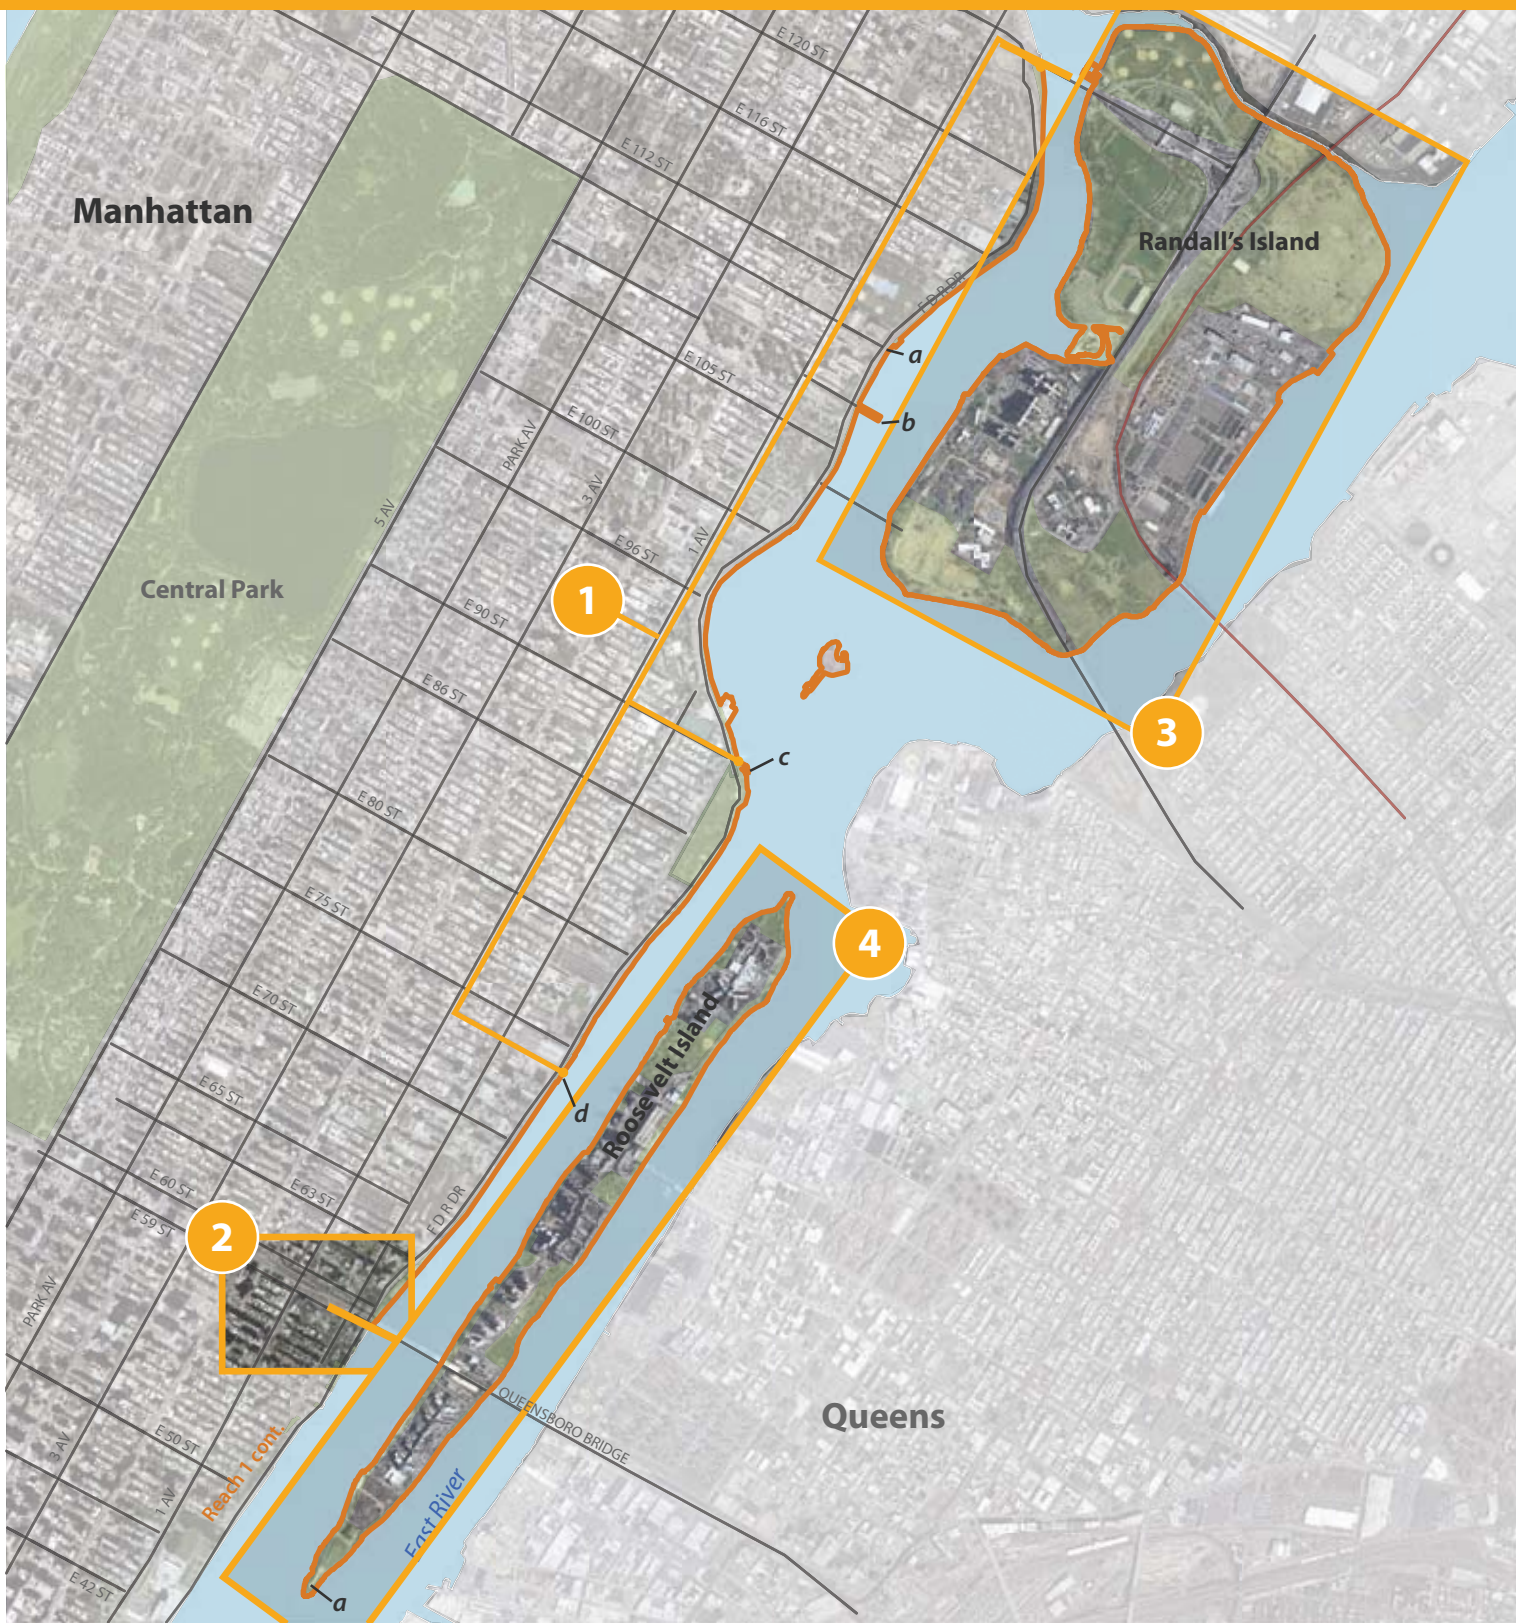 E 120 ST
E 116 ST
E 112 ST
Manhattan
Randall's Island
F D R DR
a
E 105 ST
b
E 100 ST
PARK AV
3 AV
5 AV
1 AV
E 96 ST
Central Park
1
E 90 ST
E 86 ST
3
c
E 80 ST
E 75 ST
4
E 70 ST
Roosevelt Island
E 65 ST
d
E 60 ST
E 63 ST
F D R DR
E 59 ST
2
PARK AV
QUEENSBORO BRIDGE
Queens
E 50 ST
3 AV
Reach 1 cont.
1 AV
East River
E 42 ST
a